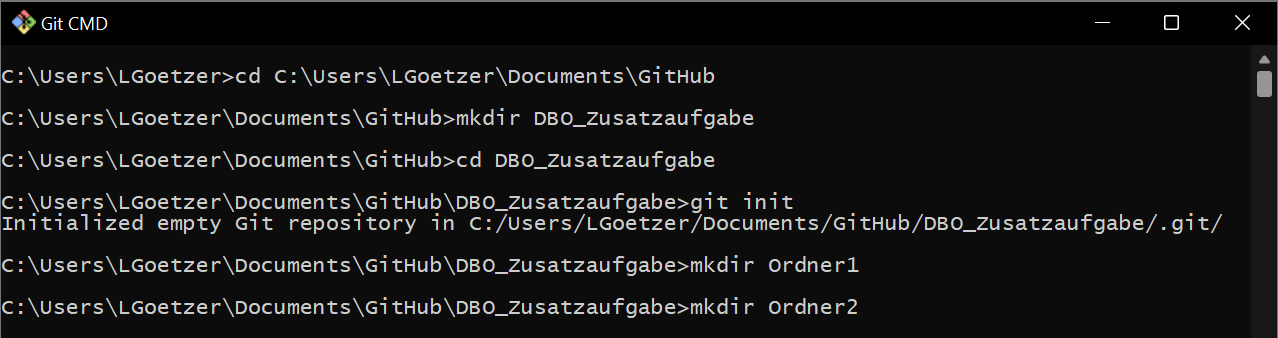 Git CMD
C:\Users\LGoetzer>cd C:\Users\LGoetzer\Documents\GitHub
C:\Users\LGoetzer\Documents\GitHub>mkdir DBO_Zusatzaufgabe
C:\Users\LGoetzer\Documents\GitHub>cd DBO_Zusatzaufgabe
C:\Users\LGoetzer\Documents\GitHub\DBO_Zusatzaufgabe>git init
Initialized empty Git repository in C:/Users/LGoetzer/Documents/GitHub/DBO_Zusatzaufgabe/.git/
C:\Users\LGoetzer\Documents\GitHub\DBO_Zusatzaufgabe>mkdir Ordner1
C:\Users\LGoetzer\Documents\GitHub\DBO_Zusatzaufgabe>mkdir Ordner2